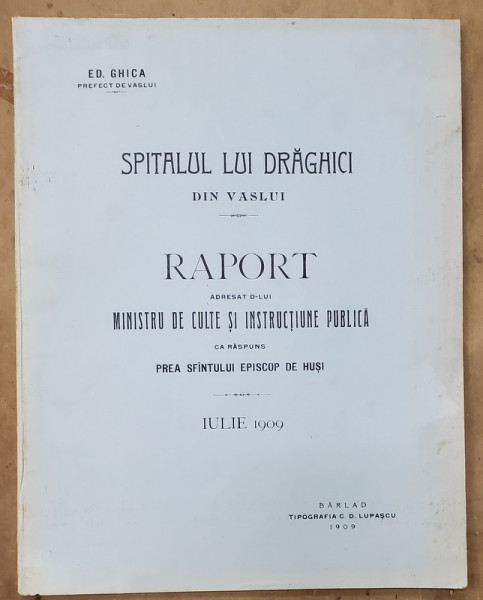 ED. GHICA
PREFECT DE VASLUI
SPITALUL LUI DRĂGHICI
DIN VASLUI
RAPORT
ADRESAT D-LUI
MINISTRU DE CULTE ȘI INSTRUCȚIUNE PUBLICĂ
CA RĂSPUNS
PREA SFÎNTULUI EPISCOP DE HUȘI
IULIE 1909
BÂRLAD
TIPOGRAFIA C. D. LUPAȘCU
1909